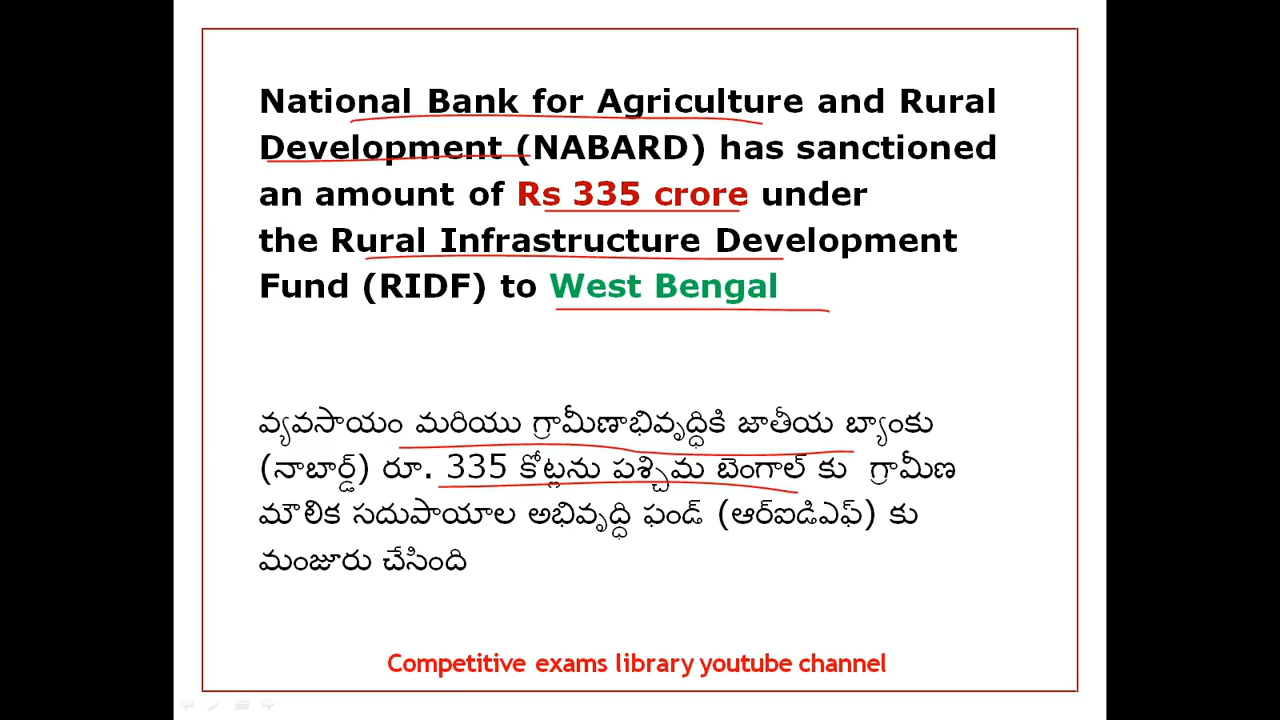 National Bank for Agriculture and Rural
Development (NABARD) has sanctioned
an amount of Rs 335 crore under
the Rural Infrastructure Development
Fund (RIDF) to West Bengal
వ్యవసాయం మరియు గ్రామీణాభివృద్ధికి జాతీయ బ్యాంకు
(నాబార్డ్) రూ. 335 కోట్లను పశ్చిమ బెంగాల్ కు గ్రామీణ
మౌలిక సదుపాయాల అభివృద్ధి ఫండ్ (ఆర్ఐడిఎఫ్) కు
మంజూరు చేసింది
Competitive exams library youtube channel